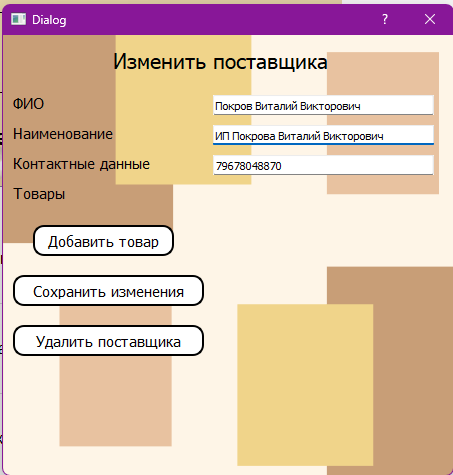 Dialog
Изменить поставщика
ФИО Покров Виталий Викторович
Наименование ИП Покрова Виталий Викторович
Контактные данные 79678048870
Товары
Добавить товар
Сохранить изменения
Удалить поставщика